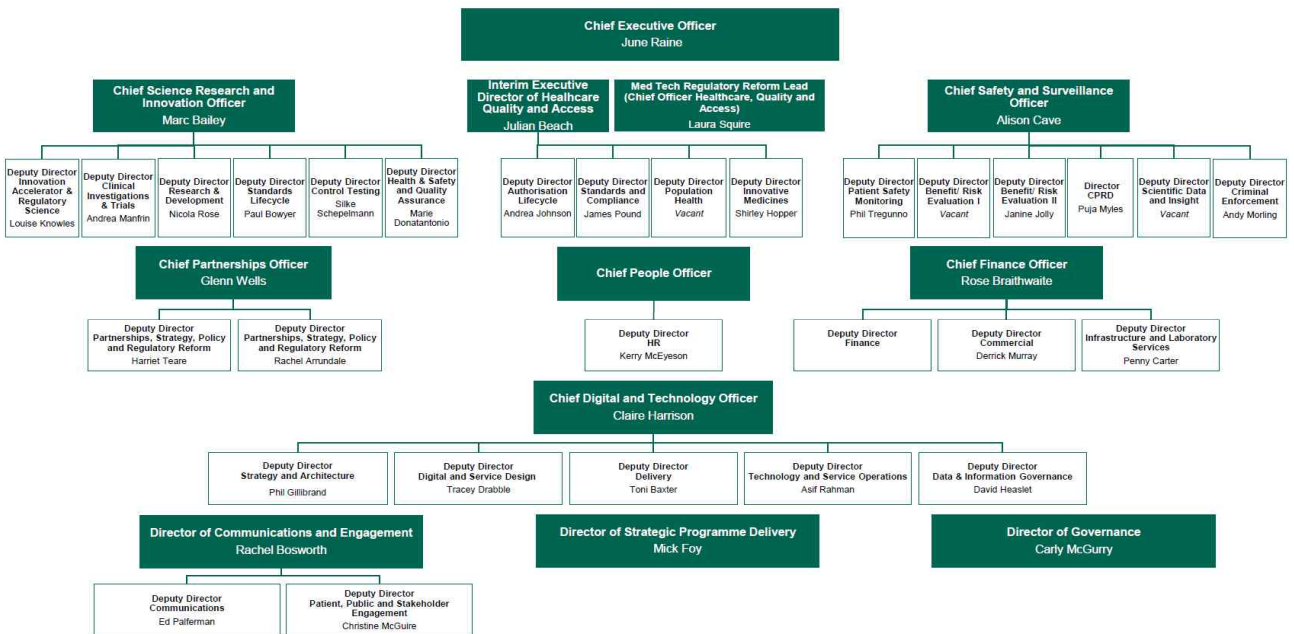 Chief Executive Officer
June Raine
Chief Science Research and
Innovation Officer
Marc Bailey
Interim Executive
Director of Healhcare
Quality and Access
Julian Beach
Med Tech Regulatory Reform Lead
(Chief Officer Healthcare, Quality and
Access)
Laura Squire
Chief Safety and Surveillance
Officer
Alison Cave
Deputy Director
Innovation
Accelerator &
Regulatory
Science
Louise Knowles
Deputy Director
Clinical
Investigations
& Trials
Andrea Manfrin
Deputy Director
Research &
Development
Nicola Rose
Deputy Director
Standards
Lifecycle
Paul Bowyer
Deputy Director
Control Testing
Silke
Schepelmann
Deputy Director
Health & Safety
and Quality
Assurance
Marie
Donatantonio
Deputy Director
Authorisation
Lifecycle
Andrea Johnson
Deputy Director
Standards and
Compliance
James Pound
Deputy Director
Population
Health
Vacant
Deputy Director
Innovative
Medicines
Shirley Hopper
Deputy Director
Patient Safety
Monitoring
Phil Tregunno
Deputy Director
Benefit/ Risk
Evaluation I
Vacant
Deputy Director
Benefit/ Risk
Evaluation II
Janine Jolly
Director
CPRD
Puja Myles
Deputy Director
Scientific Data
and Insight
Vacant
Deputy Director
Criminal
Enforcement
Andy Morling
Chief Partnerships Officer
Glenn Wells
Chief People Officer
Chief Finance Officer
Rose Braithwaite
Deputy Director
Partnerships, Strategy, Policy
and Regulatory Reform
Harriet Teare
Deputy Director
Partnerships, Strategy, Policy
and Regulatory Reform
Rachel Arrundale
Deputy Director
HR
Kerry McEyeson
Deputy Director
Finance
Deputy Director
Commercial
Derrick Murray
Deputy Director
Infrastructure and Laboratory
Services
Penny Carter
Chief Digital and Technology Officer
Claire Harrison
Deputy Director
Strategy and Architecture
Phil Gillibrand
Deputy Director
Digital and Service Design
Tracey Drabble
Deputy Director
Delivery
Toni Baxter
Deputy Director
Technology and Service Operations
Asif Rahman
Deputy Director
Data & Information Governance
David Heaslet
Director of Communications and Engagement
Rachel Bosworth
Director of Strategic Programme Delivery
Mick Foy
Director of Governance
Carly McGurry
Deputy Director
Communications
Ed Palferman
Deputy Director
Patient, Public and Stakeholder
Engagement
Christine McGuire